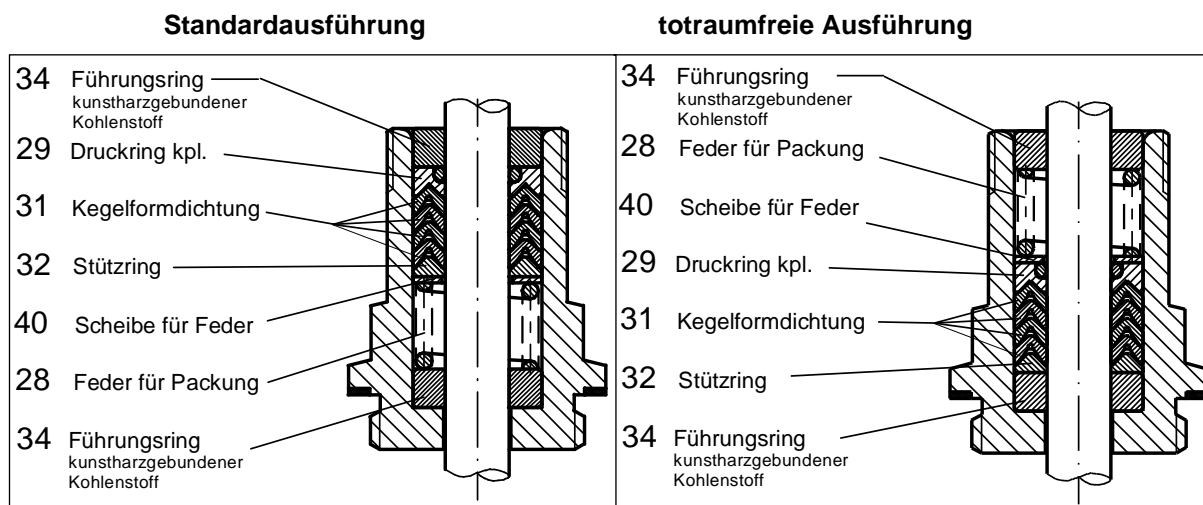 Standardausführung
totraumfreie Ausführung
34 Führungsring
kunstharzgebundener
Kohlenstoff
29 Druckring kpl.
31 Kegelformdichtung
32 Stützring
40 Scheibe für Feder
28 Feder für Packung
34 Führungsring
kunstharzgebundener
Kohlenstoff
34 Führungsring
kunstharzgebundener
Kohlenstoff
28 Feder für Packung
40 Scheibe für Feder
29 Druckring kpl.
31 Kegelformdichtung
32 Stützring
34 Führungsring
kunstharzgebundener
Kohlenstoff